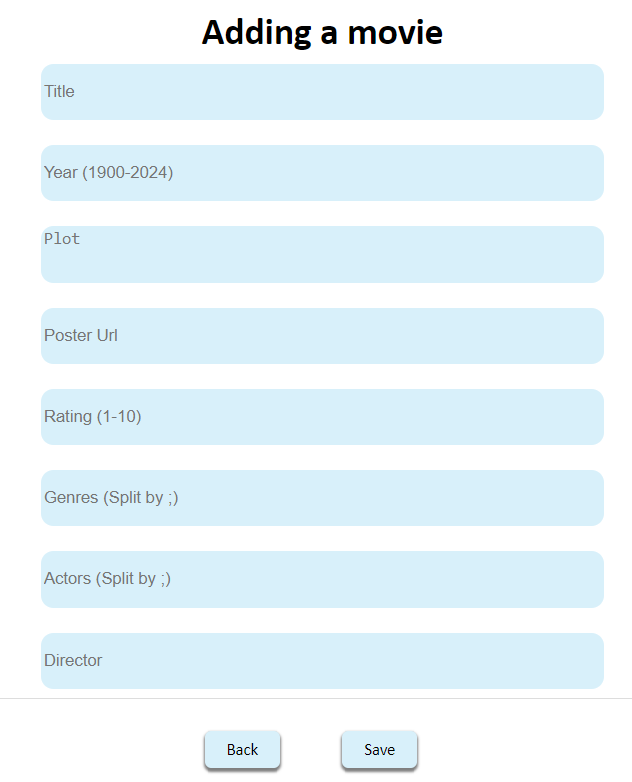 Adding a movie
Title
Year (1900-2024)
Plot
Poster Url
Rating (1-10)
Genres (Split by ;)
Actors (Split by ;)
Director
Back Save